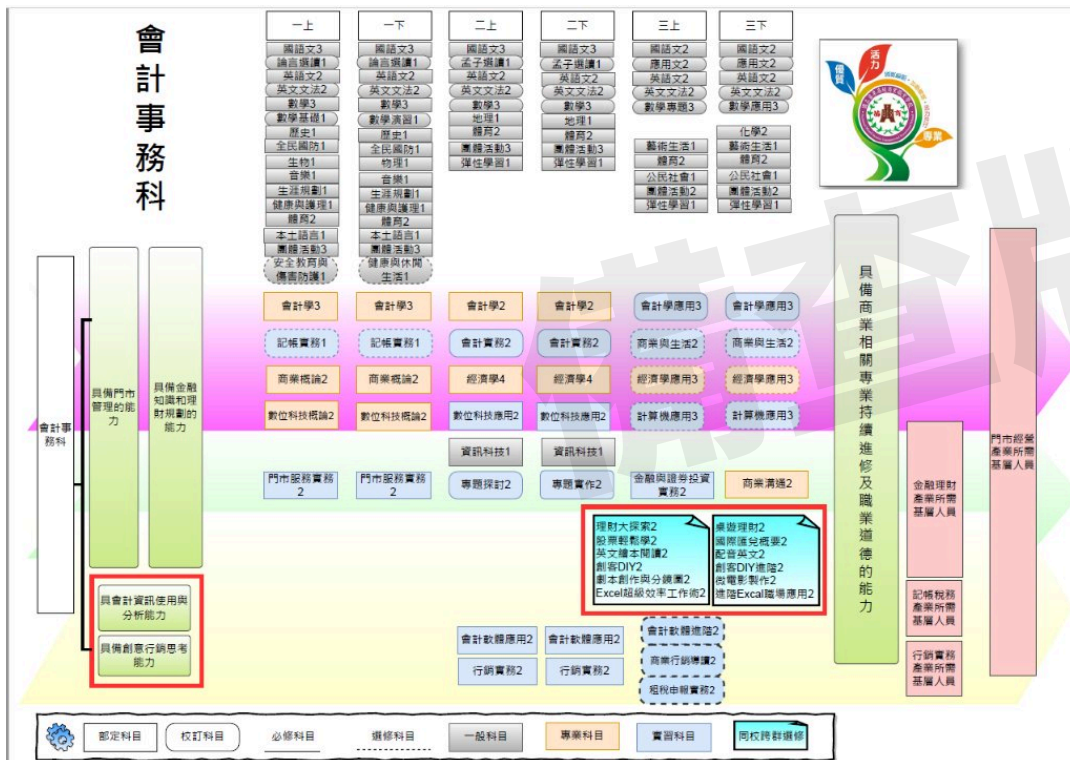 會計事務科
一上
一下
二上
二下
三上
三下
國語文3
論言選讀1
英語文2
英文文法2
數學3
數學基礎1
歷史1
全民國防1
生物1
音樂1
生涯規劃1
健康與護理1
體育2
本土語言1
團體活動3
安全教育與
傷害防護1
國語文3
論言選讀1
英語文2
英文文法2
數學3
數學演習1
歷史1
全民國防1
物理1
音樂1
生涯規劃1
健康與護理1
體育2
本土語言1
團體活動3
健康與休閒
生活1
國語文3
孟子選讀1
英語文2
英文文法2
數學3
地理1
體育2
團體活動3
彈性學習1
國語文3
孟子選讀1
英語文2
英文文法2
數學3
地理1
體育2
團體活動3
彈性學習1
國語文2
應用文2
英語文2
英文文法2
數學專題3
藝術生活1
體育2
公民社會1
團體活動2
彈性學習1
國語文2
應用文2
英語文2
英文文法2
數學應用3
化學2
藝術生活1
體育2
公民社會1
團體活動2
彈性學習1
優質
活力
專業
備查版
會計事
務科
具備門市
管理的能
力
具備金融
知識和理
財規劃的
能力
具會計資訊使用與
分析能力
具備創意行銷思考
能力
會計學3
會計學3
會計學2
會計學2
會計學應用3
會計學應用3
記帳實務1
記帳實務1
會計實務2
會計實務2
商業與生活2
商業與生活2
商業概論2
商業概論2
經濟學4
經濟學4
經濟學應用3
經濟學應用3
數位科技概論2
數位科技概論2
數位科技應用2
數位科技應用2
計算機應用3
計算機應用3
資訊科技1
資訊科技1
門市服務實務
2
門市服務實務
2
專題探討2
專題實作2
金融與證券投資
實務2
商業溝通2
理財大探索2
股票輕鬆學2
英文繪本閱讀2
創客DIY2
劇本創作與分鏡圖2
Excel超級效率工作術2
桌遊理財2
國際匯兌概要2
配音英文2
創客DIY進階2
微電影製作2
進階Excal職場應用2
會計軟體應用2
會計軟體應用2
會計軟體進階2
行銷實務2
行銷實務2
商業行銷導讀2
租稅申報實務2
具備商業相關專業持續進修及職業道德的能力
金融理財
產業所需
基層人員
記帳稅務
產業所需
基層人員
行銷實務
產業所需
基層人員
門市經營
產業所需
基層人員
部定科目
校訂科目
必修科目
選修科目
一般科目
專業科目
實習科目
同校跨群選修